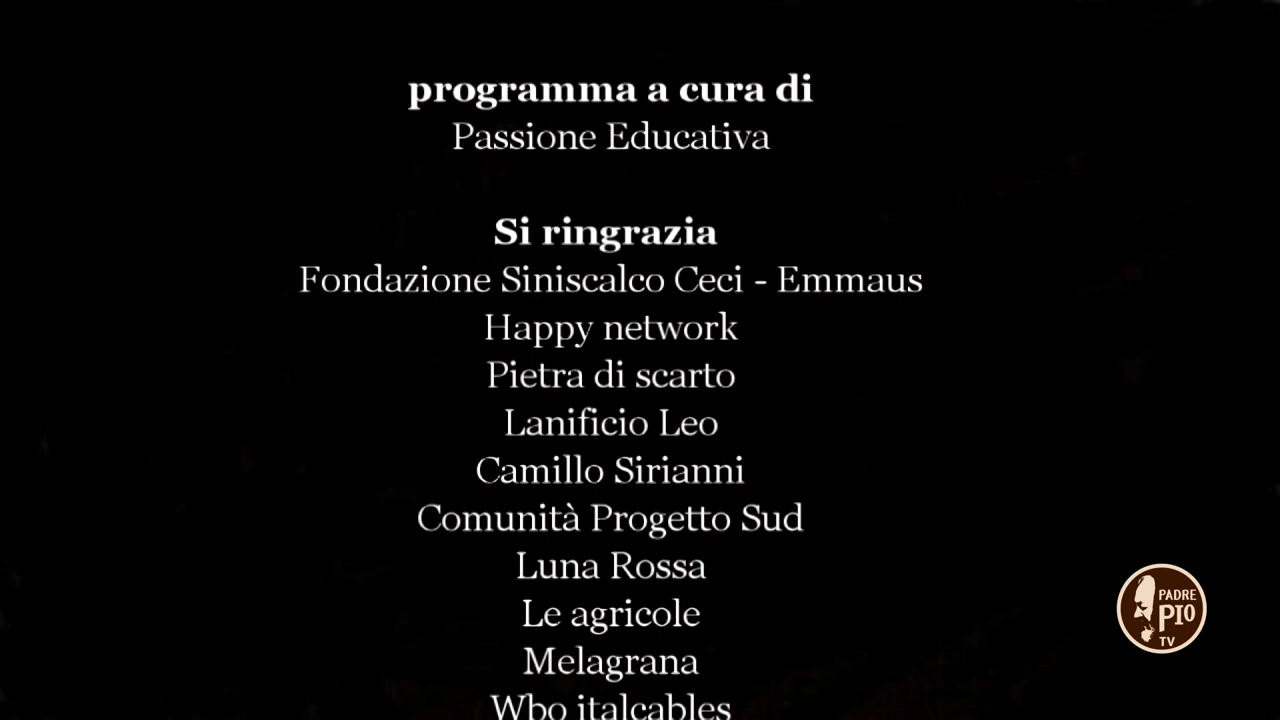 programma a cura di
Passione Educativa
Si ringrazia
Fondazione Siniscalco Ceci - Emmaus
Happy network
Pietra di scarto
Lanificio Leo
Camillo Sirianni
Comunità Progetto Sud
Luna Rossa
Le agricole
Melagrana
Wbo italcables
PADRE
PIO
TV